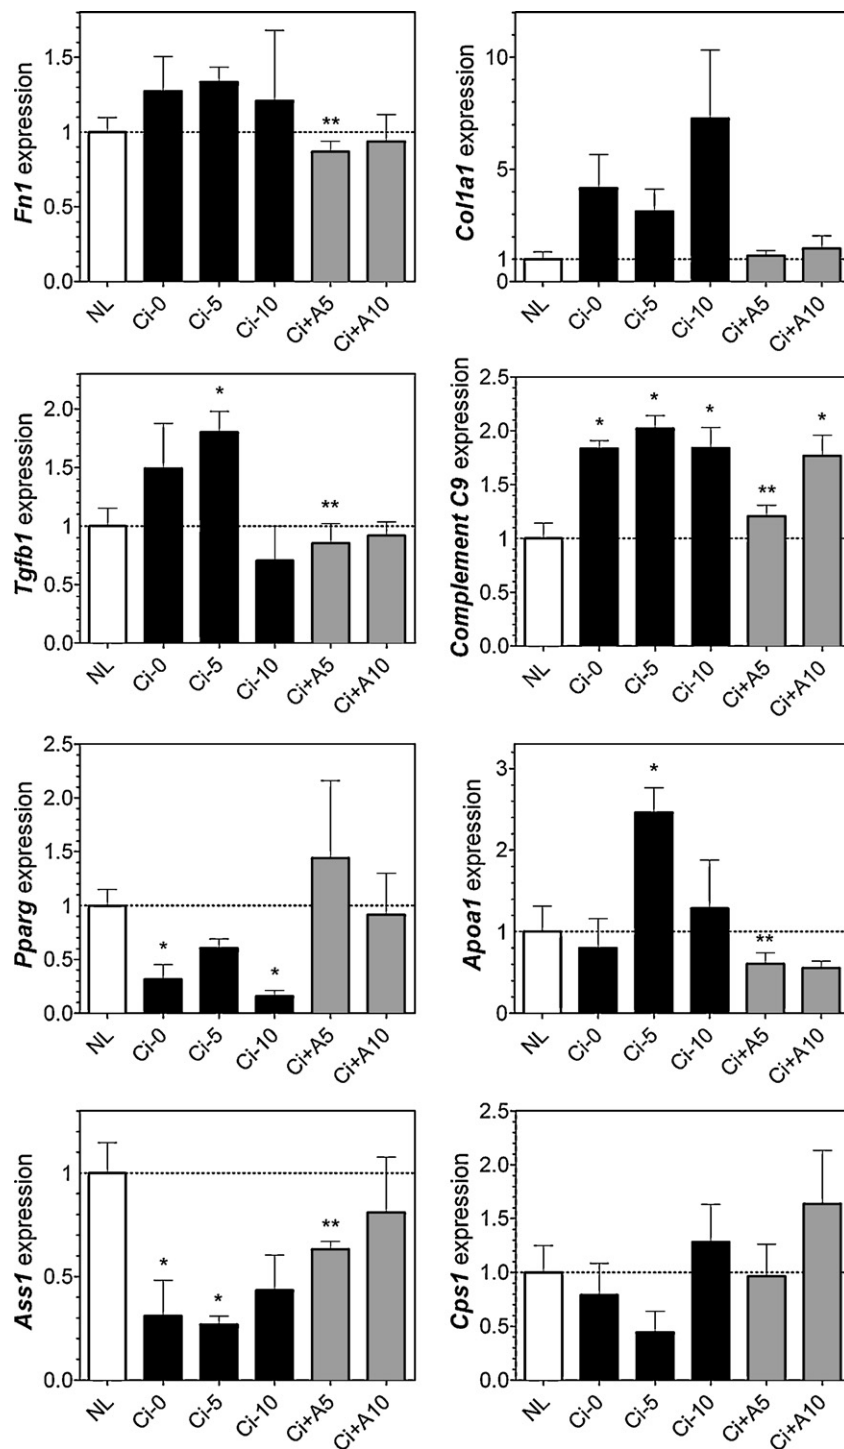 Fn1 expression
1.5
1
0.5
0.0
NL
Ci-0
Ci-5
Ci-10
Ci+A5
Ci+A10
**
Col1a1 expression
10
5
1
0
NL
Ci-0
Ci-5
Ci-10
Ci+A5
Ci+A10
Tgfb1 expression
2.0
1.5
1
0.5
0.0
*
**
NL
Ci-0
Ci-5
Ci-10
Ci+A5
Ci+A10
Complement C9 expression
2.5
2.0
1.5
1
0.5
0.0
*
*
*
**
*
NL
Ci-0
Ci-5
Ci-10
Ci+A5
Ci+A10
Pparg expression
2.5
2.0
1.5
1
0.5
0.0
*
*
NL
Ci-0
Ci-5
Ci-10
Ci+A5
Ci+A10
Apoa1 expression
3
2
1
0
*
**
NL
Ci-0
Ci-5
Ci-10
Ci+A5
Ci+A10
Ass1 expression
1
0.5
0.0
*
*
**
NL
Ci-0
Ci-5
Ci-10
Ci+A5
Ci+A10
Cps1 expression
2.5
2.0
1.5
1.0
0.5
0.0
NL
Ci-0
Ci-5
Ci-10
Ci+A5
Ci+A10